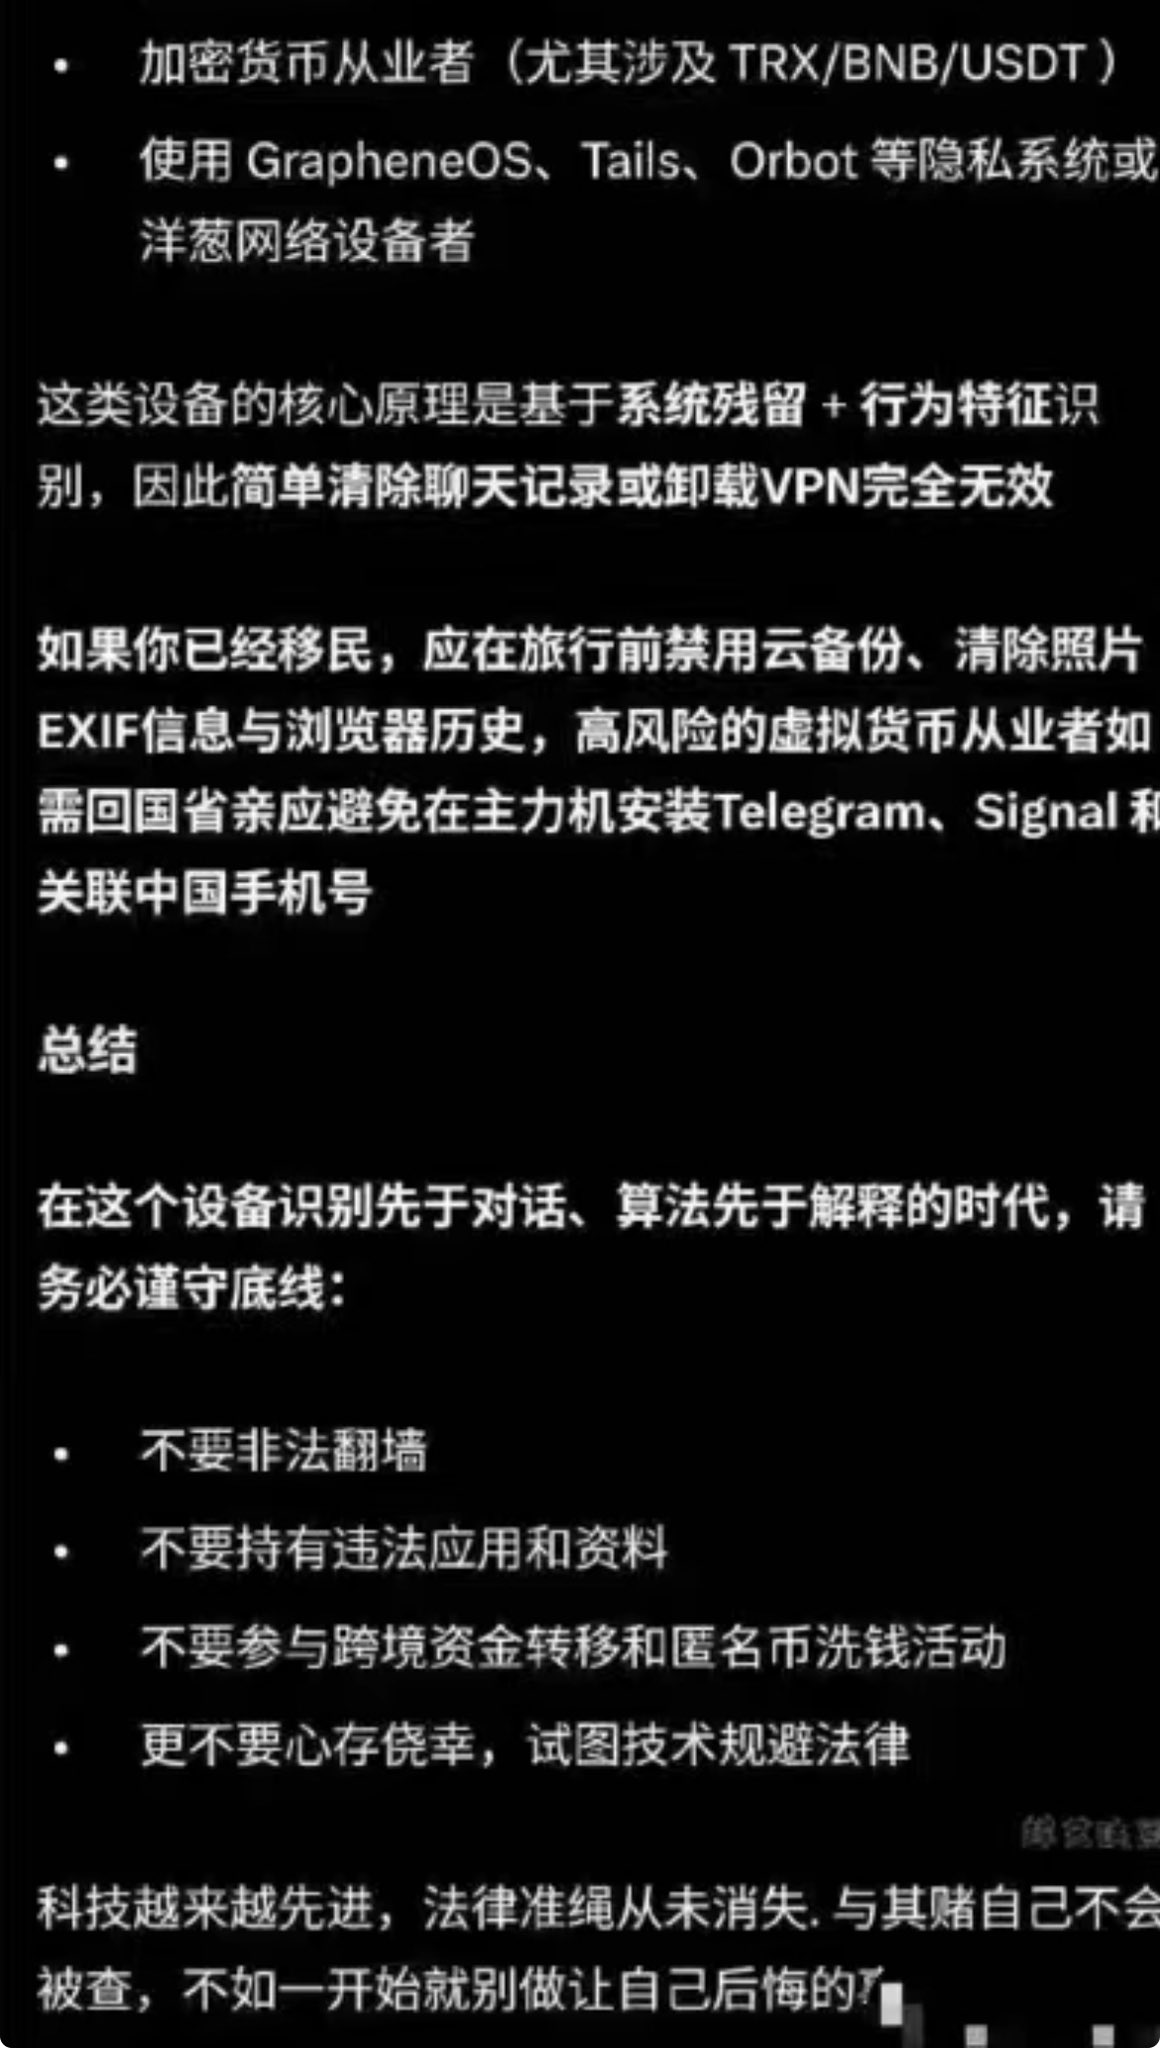 • 加密货币从业者（尤其涉及 TRX/BNB/USDT ）
• 使用 GrapheneOS、Tails、Orbot 等隐私系统或
洋葱网络设备者
这类设备的核心原理是基于系统残留 + 行为特征识
别，因此简单清除聊天记录或卸载VPN完全无效
如果你已经移民，应在旅行前禁用云备份、清除照片
EXIF信息与浏览器历史，高风险的虚拟货币从业者如
需回国省亲应避免在主力机安装Telegram、Signal 和
关联中国手机号
总结
在这个设备识别先于对话、算法先于解释的时代，请
务必谨守底线：
• 不要非法翻墙
• 不要持有违法应用和资料
• 不要参与跨境资金转移和匿名币洗钱活动
• 更不要心存侥幸，试图技术规避法律
科技越来越先进，法律准绳从未消失. 与其赌自己不会
被查，不如一开始就别做让自己后悔的